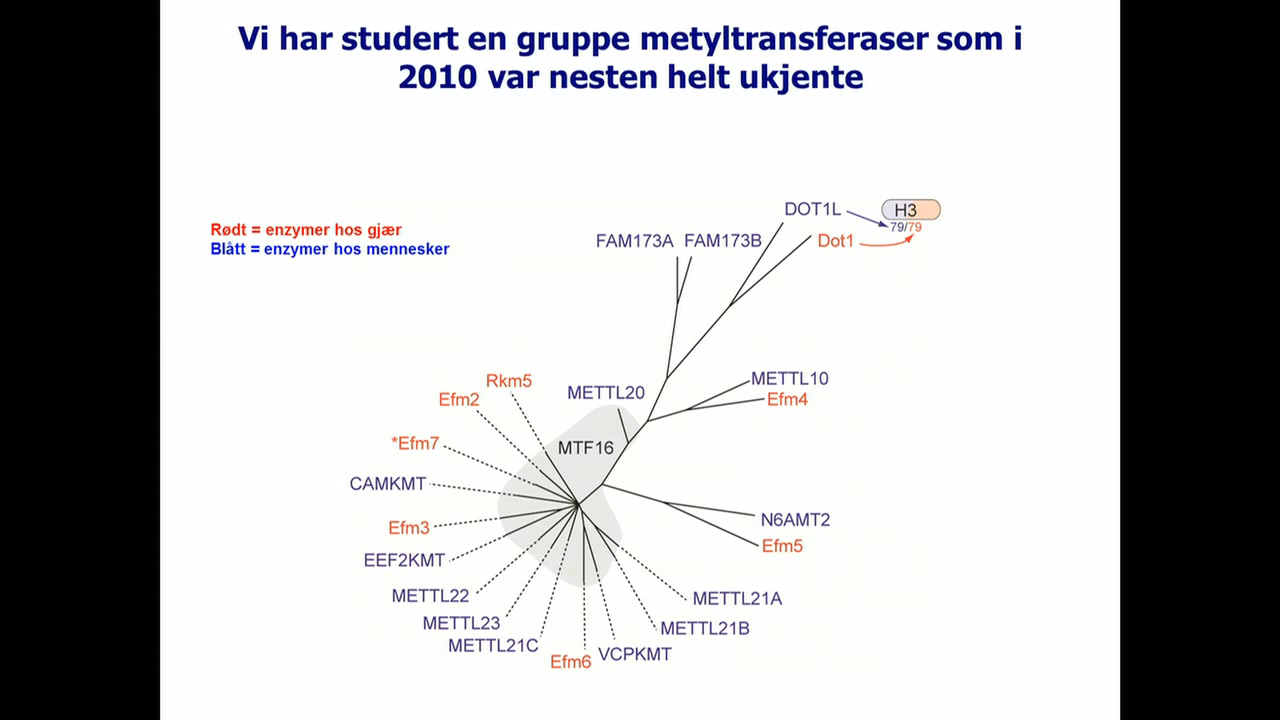 Vi har studert en gruppe metyltransferaser som i
2010 var nesten helt ukjente
Rødt = enzymer hos gjær
Blått = enzymer hos mennesker
DOT1L
H3
79/79
Dot1
FAM173A
FAM173B
METTL10
Efm4
METTL20
Rkm5
Efm2
*Efm7
MTF16
CAMKMT
Efm3
EEF2KMT
METTL22
METTL23
METTL21C
Efm6
VCPKMT
METTL21B
METTL21A
N6AMT2
Efm5